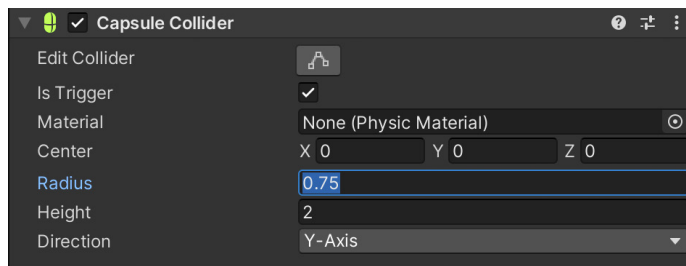 Capsule Collider
Edit Collider
Is Trigger
Material None (Physic Material)
Center X 0 Y 0 Z 0
Radius 0.75
Height 2
Direction Y-Axis